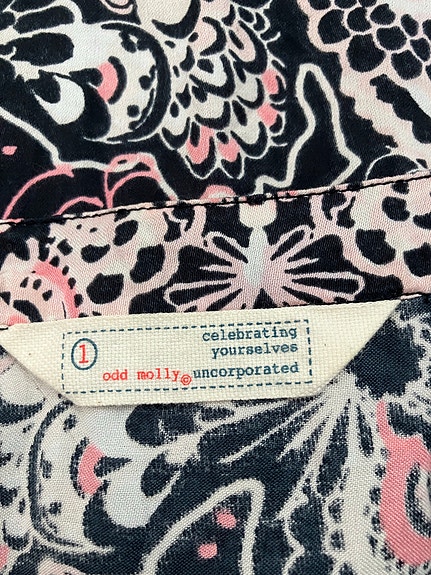 1
celebrating
yourselves
odd molly© uncorporated